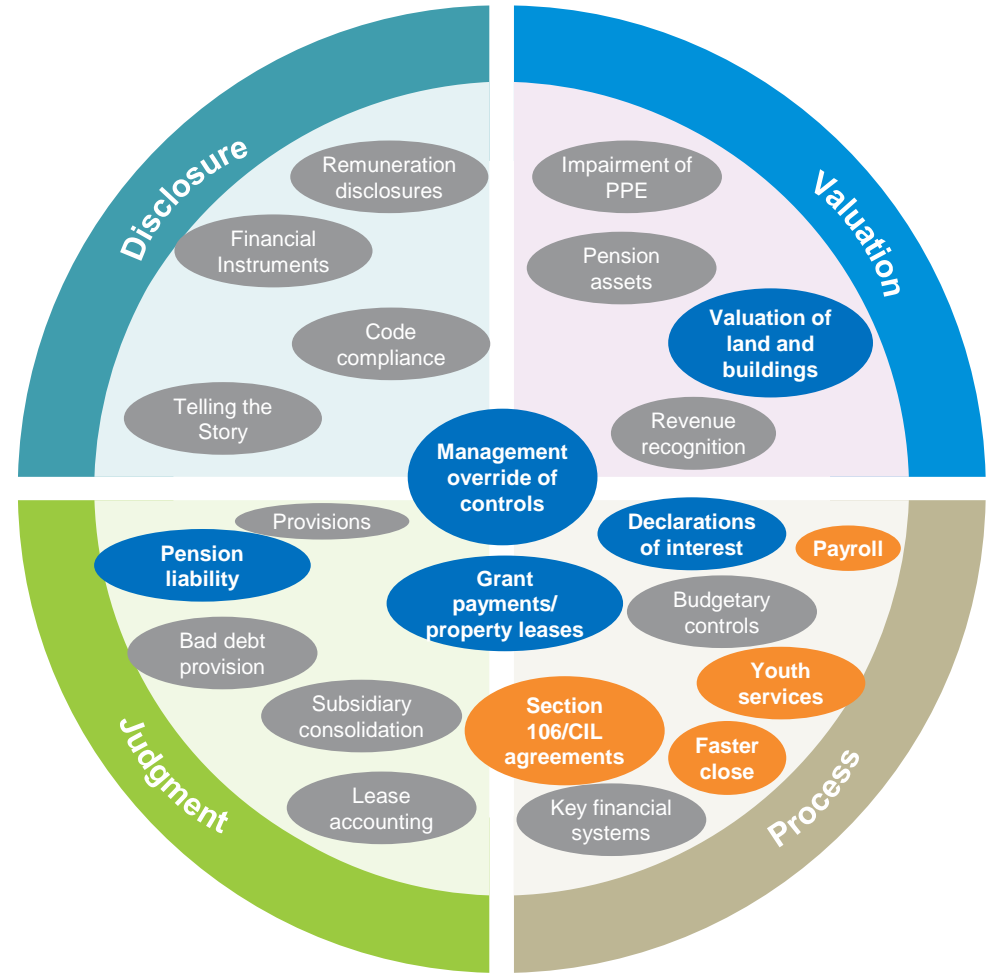 Disclosure
Remuneration
disclosures
Financial
Instruments
Code
compliance
Telling the
Story
Valuation
Impairment of
PPE
Pension
assets
Valuation of
land and
buildings
Revenue
recognition
Management
override of
controls
Judgment
Provisions
Pension
liability
Bad debt
provision
Subsidiary
consolidation
Lease
accounting
Grant
payments/
property leases
Process
Declarations
of interest
Payroll
Budgetary
controls
Youth
services
Section
106/CIL
agreements
Faster
close
Key financial
systems